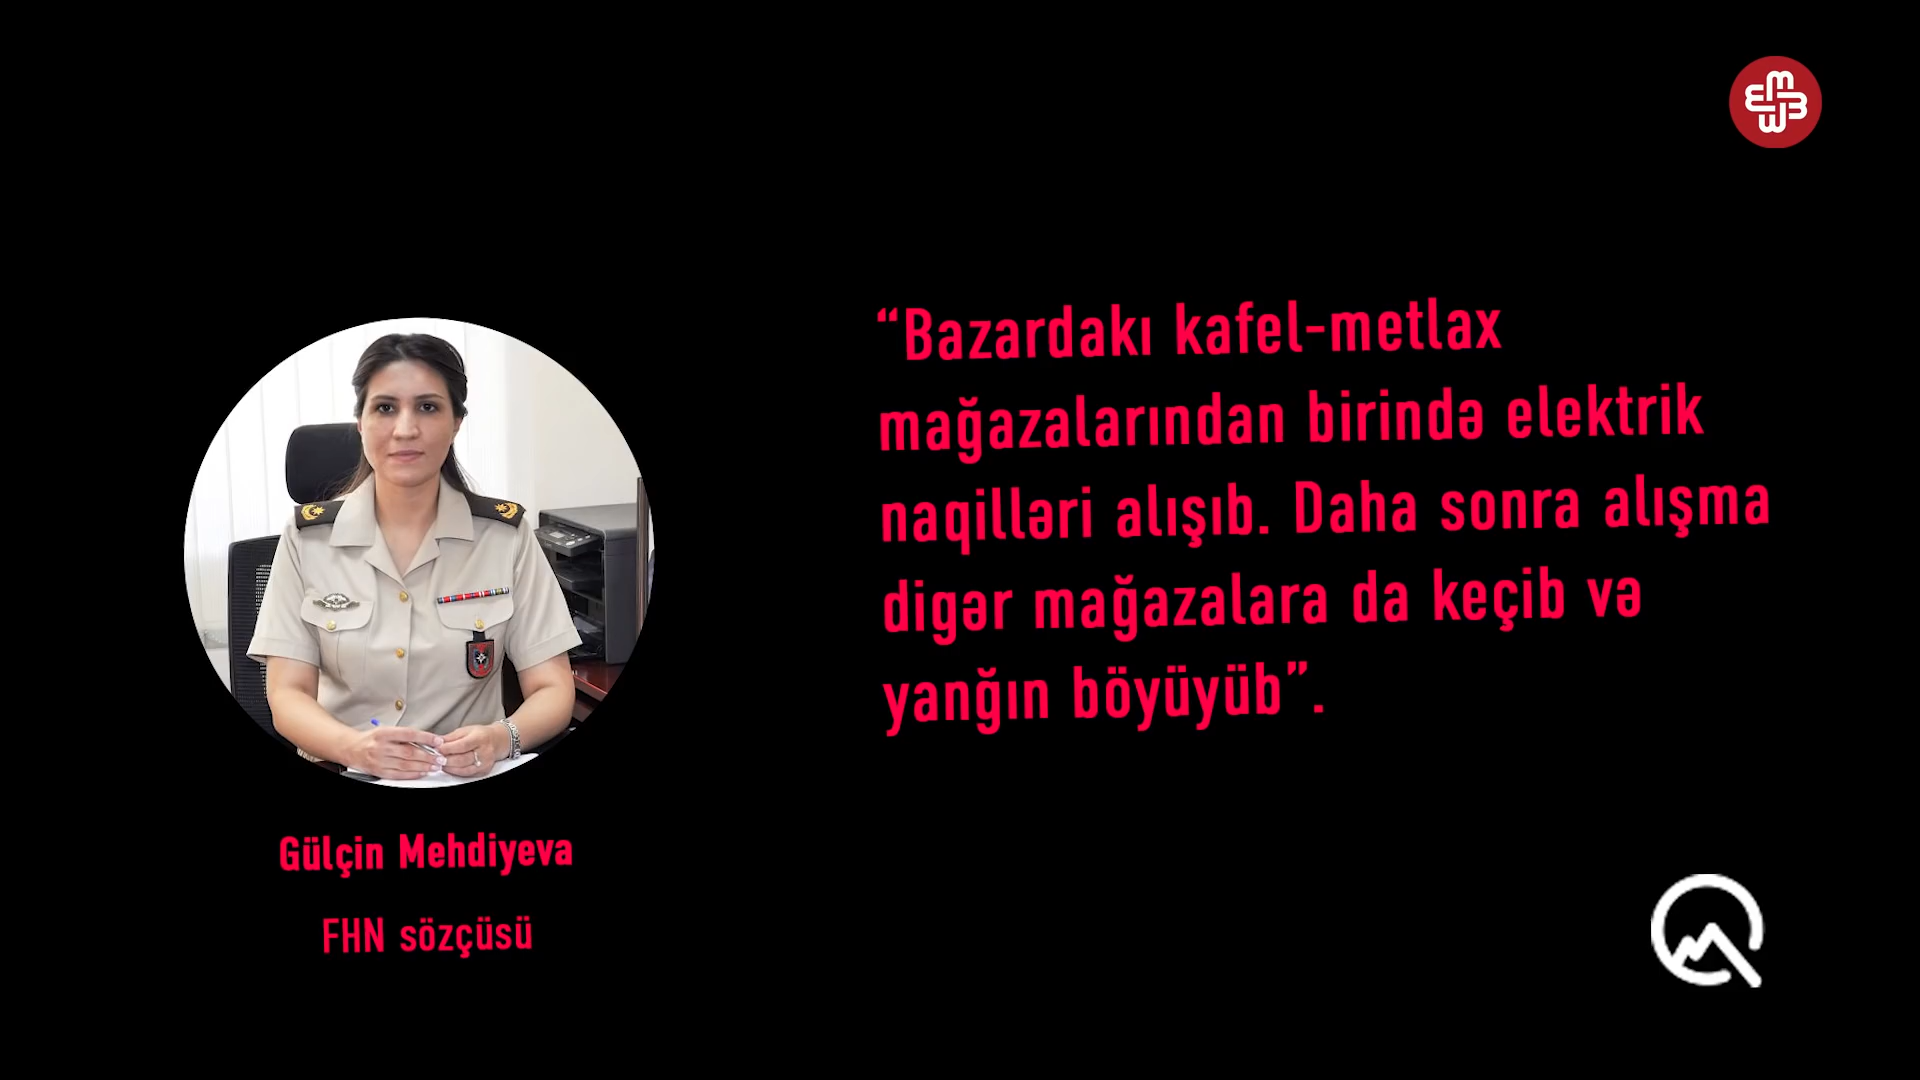 “Bazardakı kafel-metlax
mağazalarından birində elektrik
naqilləri alışıb. Daha sonra alışma
digər mağazalara da keçib və
yanğın böyüyüb”.
Gülçin Mehdiyeva
FHN sözçüsü